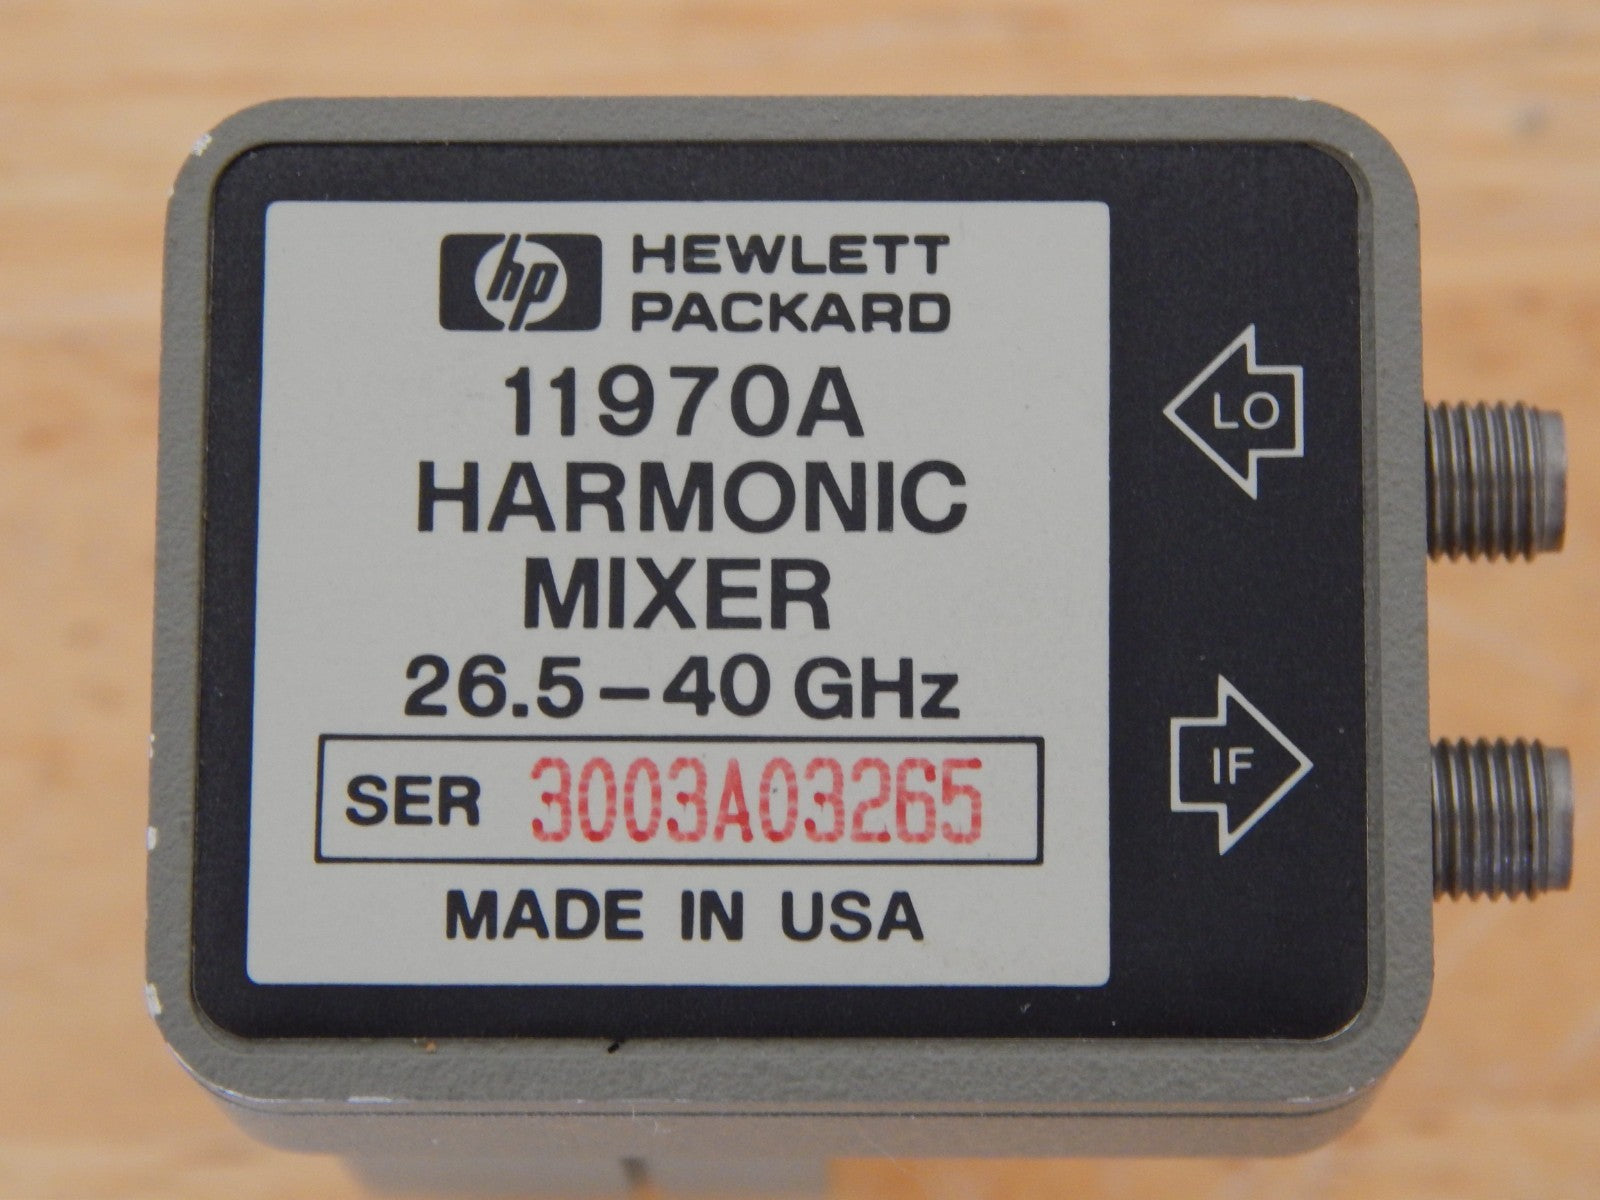 hp HEWLETT
PACKARD
11970A
HARMONIC
MIXER
26.5–40 GHz
SER 3003A03265
MADE IN USA
LO
IF